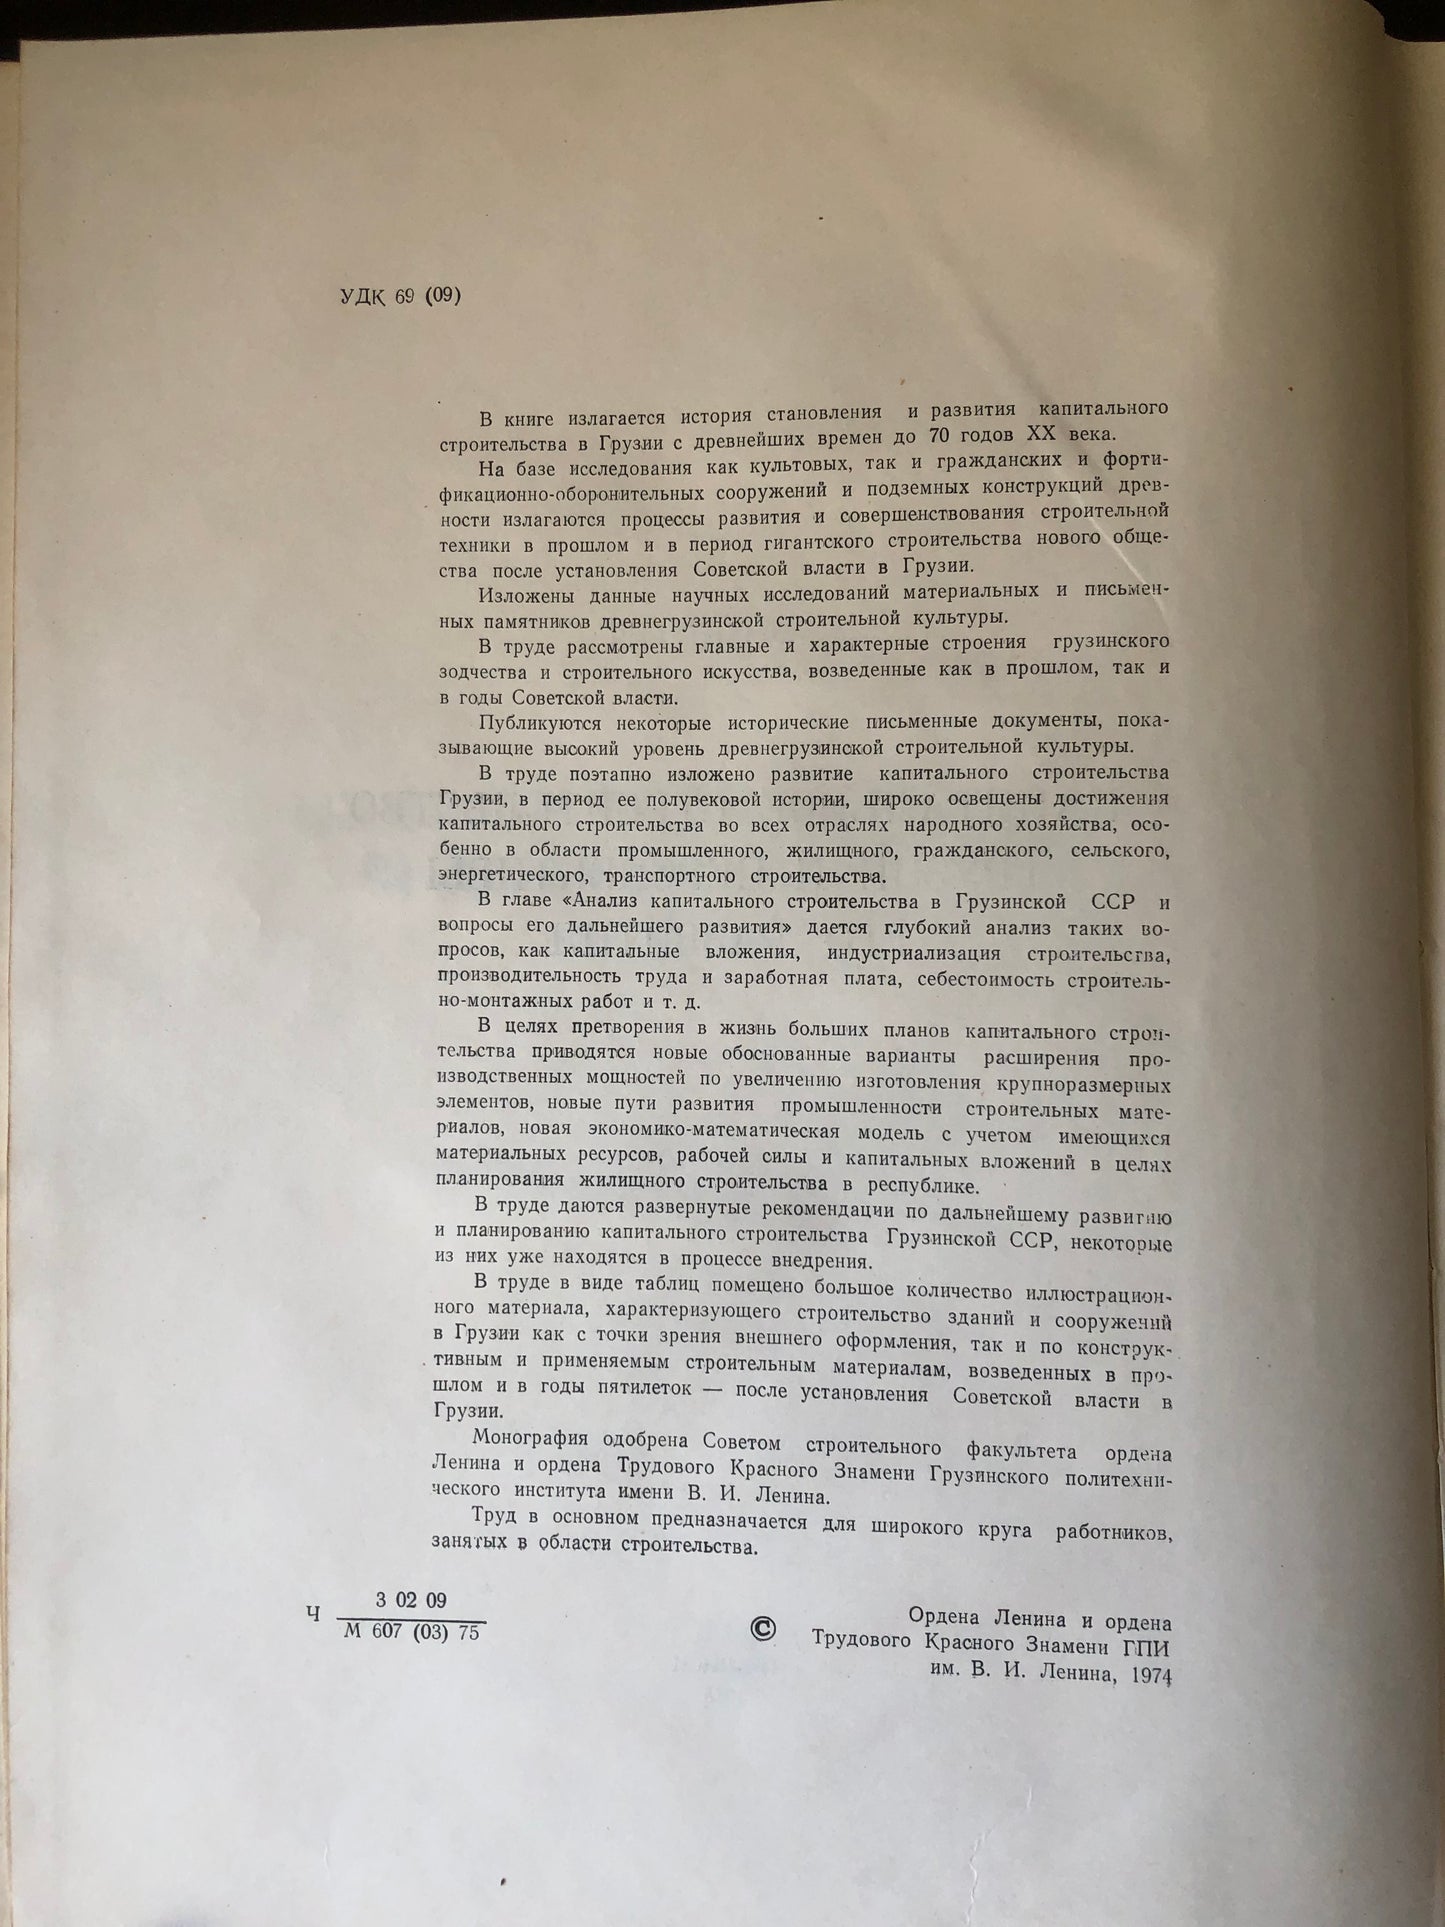 УДК 69 (09)
В книге излагается история становления и развития капитального
строительства в Грузии с древнейших времен до 70 годов XX века.
На базе исследования как культовых, так и гражданских и форти-
фикационно-оборонительных сооружений и подземных конструкций древ-
ности излагаются процессы развития и совершенствования строительной
техники в прошлом и в период гигантского строительства нового обще-
ства после установления Советской власти в Грузии.
Изложены данные научных исследований материальных и письмен-
ных памятников древнегрузинской строительной культуры.
В труде рассмотрены главные и характерные строения грузинского
зодчества и строительного искусства, возведенные как в прошлом, так и
в годы Советской власти.
Публикуются некоторые исторические письменные документы, пока-
зывающие высокий уровень древнегрузинской строительной культуры.
В труде поэтапно изложено развитие капитального строительства
Грузии, в период ее полувековой истории, широко освещены достижения
капитального строительства во всех отраслях народного хозяйства, осо-
бенно в области промышленного, жилищного, гражданского, сельского,
энергетического, транспортного строительства.
В главе «Анализ капитального строительства в Грузинской ССР и
вопросы его дальнейшего развития» дается глубокий анализ таких во-
просов, как капитальные вложения, индустриализация строительства,
производительность труда и заработная плата, себестоимость строитель-
но-монтажных работ и т. д.
В целях претворения в жизнь больших планов капитального строи-
тельства приводятся новые обоснованные варианты расширения про-
изводственных мощностей по увеличению изготовления крупноразмерных
элементов, новые пути развития промышленности строительных мате-
риалов, новая экономико-математическая модель с учетом имеющихся
материальных ресурсов, рабочей силы и капитальных вложений в целях
планирования жилищного строительства в республике.
В труде даются развернутые рекомендации по дальнейшему развитию
и планированию капитального строительства Грузинской ССР, некоторые
из них уже находятся в процессе внедрения.
В труде в виде таблиц помещено большое количество иллюстрацион-
ного материала, характеризующего строительство зданий и сооружений
в Грузии как с точки зрения внешнего оформления, так и по конструк-
тивным и применяемым строительным материалам, возведенных в про-
шлом и в годы пятилеток — после установления Советской власти в
Грузии.
Монография одобрена Советом строительного факультета ордена
Ленина и ордена Трудового Красного Знамени Грузинского политехни-
ческого института имени В. И. Ленина.
Труд в основном предназначается для широкого круга работников,
занятых в области строительства.
Ч 3 02 09
М 607 (03) 75
© Ордена Ленина и ордена
Трудового Красного Знамени ГПИ
им. В. И. Ленина, 1974